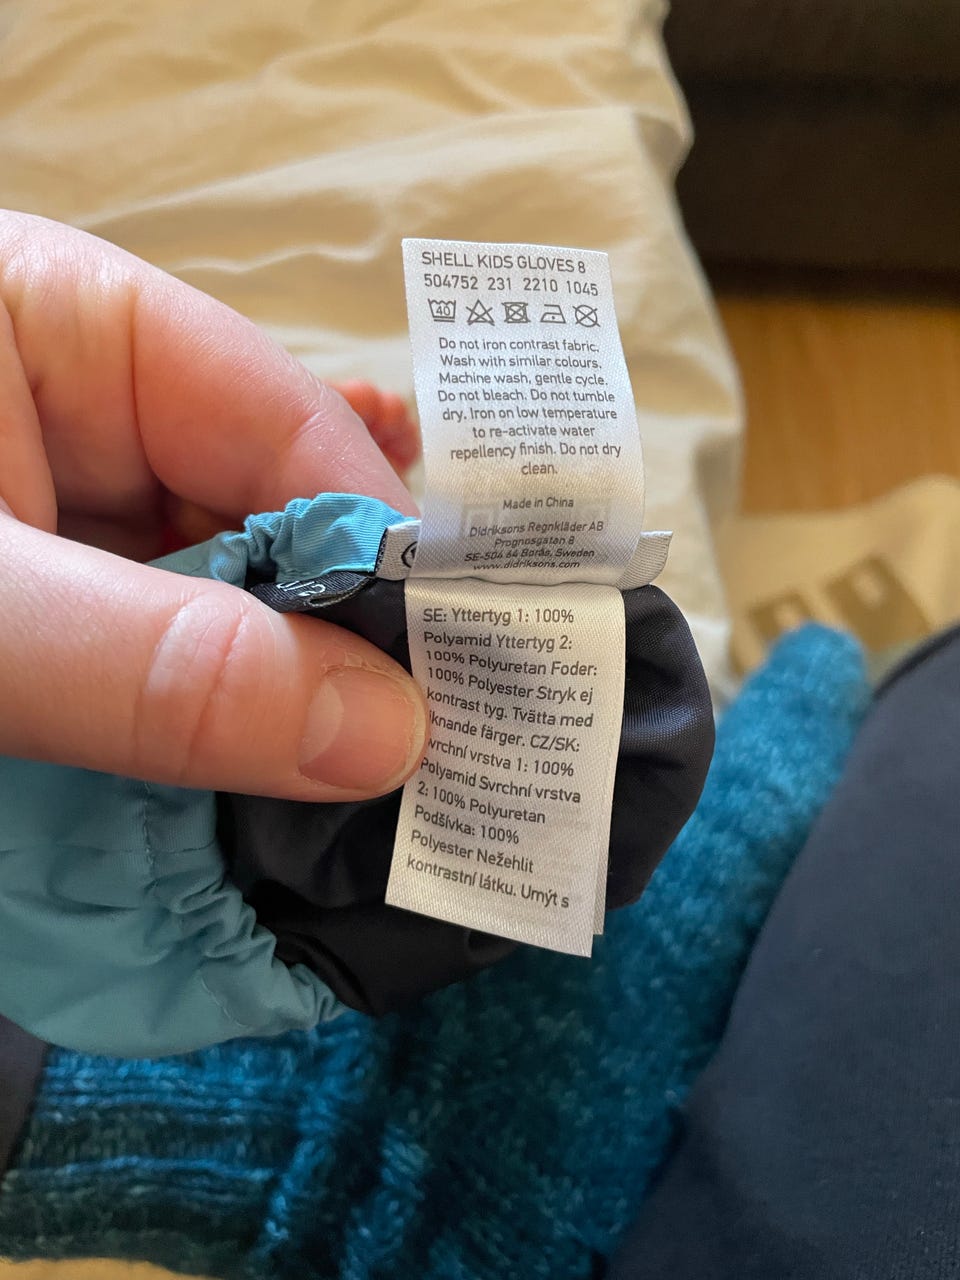 SHELL KIDS GLOVES 8
504752 231 2210 1045
40
Do not iron contrast fabric.
Wash with similar colours.
Machine wash, gentle cycle.
Do not bleach. Do not tumble
dry. Iron on low temperature
to re-activate water
repellency finish. Do not dry
clean.
Made in China
Didriksons Regnkläder AB
Prognosgatan 8
SE-504 64 Borås, Sweden
www.didriksons.com
SE: Yttertyg 1: 100%
Polyamid Yttertyg 2:
100% Polyuretan Foder:
100% Polyester Stryk ej
kontrast tyg. Tvätta med
liknande färger. CZ/SK:
vrchní vrstva 1: 100%
Polyamid Svrchní vrstva
2: 100% Polyuretan
Podšívka: 100%
Polyester Nežehlit
kontrastní látku. Umýt s